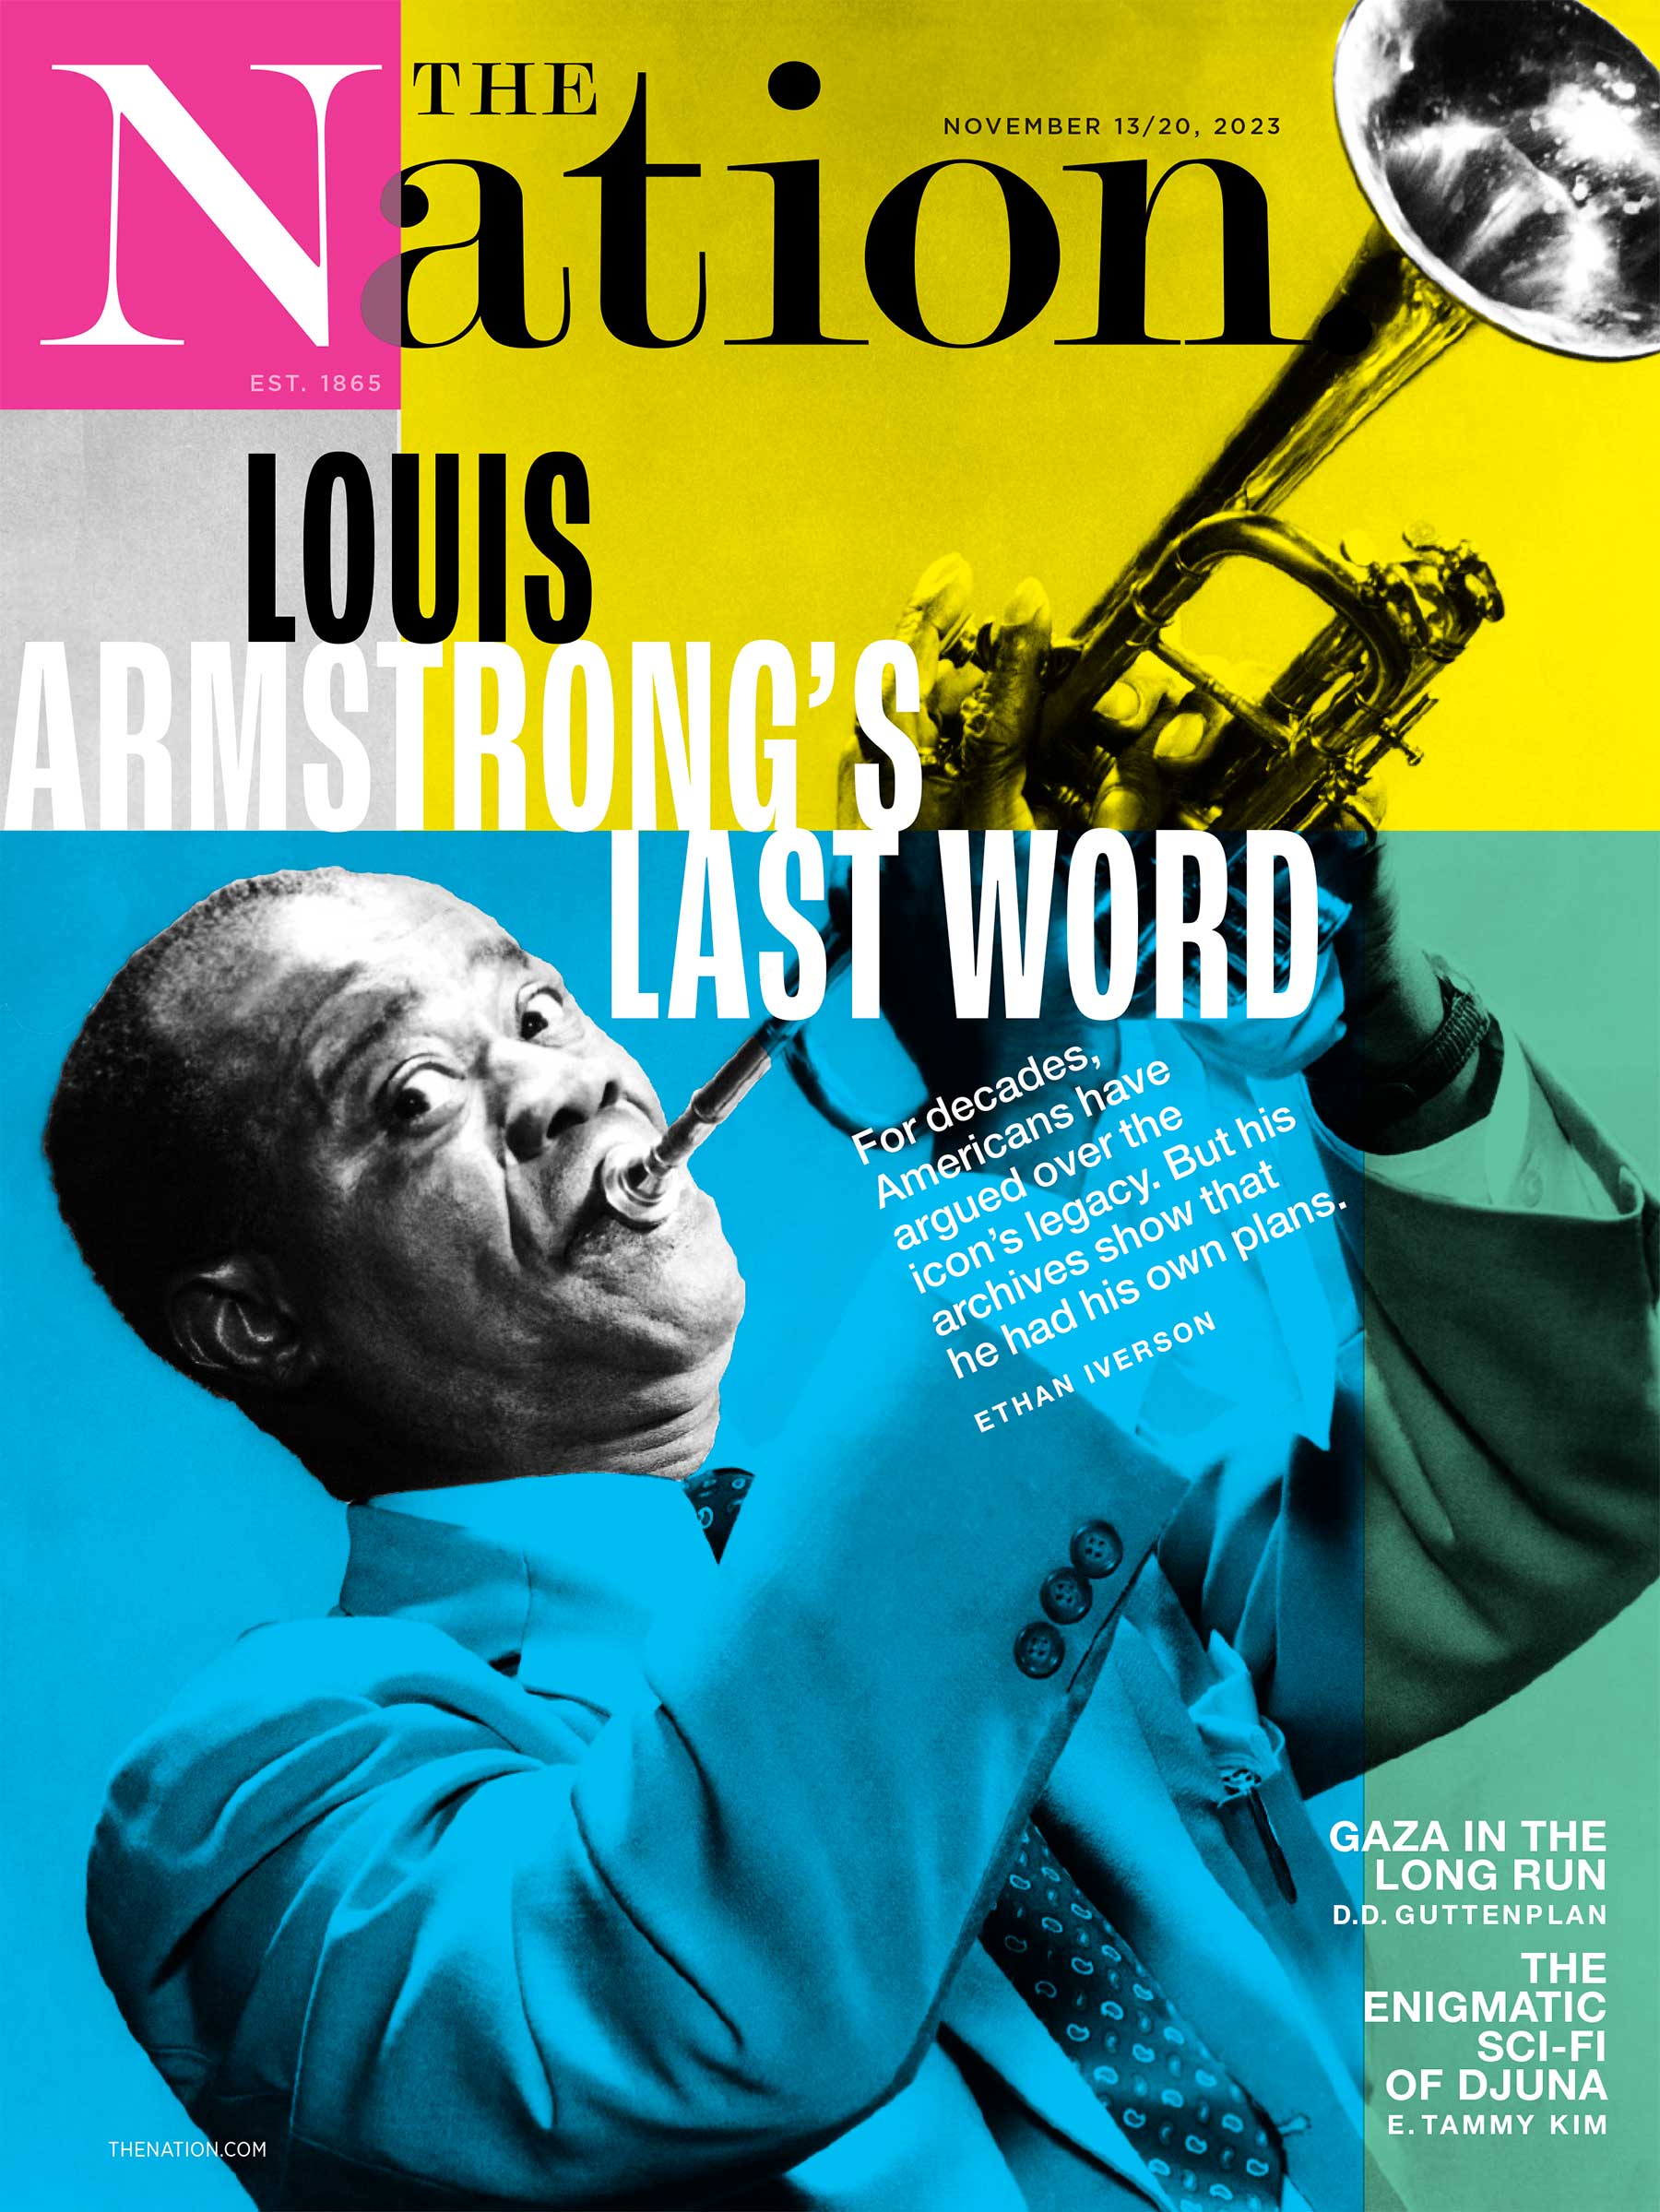 THE
Nation.
NOVEMBER 13/20, 2023
EST. 1865
LOUIS
ARMSTRONG'S
LAST WORD
For decades,
Americans have
argued over the
icon's legacy. But his
archives show that
he had his own plans.
ETHAN IVERSON
GAZA IN THE
LONG RUN
D.D. GUTTENPLAN
THE
ENIGMATIC
SCI-FI
OF DJUNA
E. TAMMY KIM
THENATION.COM